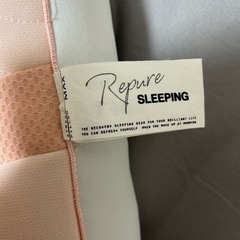 Repure
SLEEPING
THE RECOVERY SLEEPING GEAR FOR YOUR BRILLIANT LIFE
YOU CAN REFRESH YOURSELF WHEN YOU WAKE UP AT MORNING
MAX